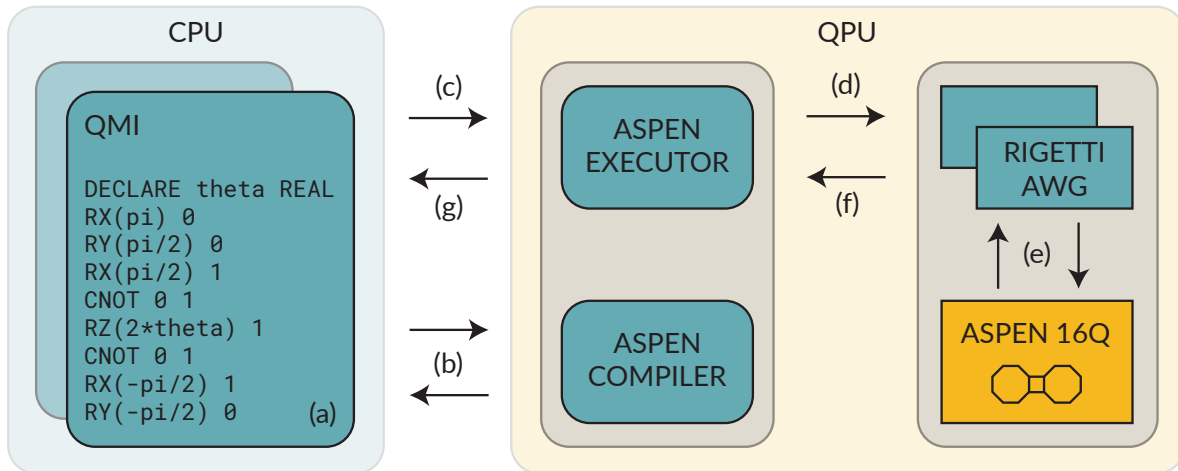 CPU
QMI
DECLARE theta REAL
RX(pi) 0
RY(pi/2) 0
RX(pi/2) 1
CNOT 0 1
RZ(2*theta) 1
CNOT 0 1
RX(-pi/2) 1
RY(-pi/2) 0
(a)
(c)
(g)
(b)
QPU
ASPEN
EXECUTOR
ASPEN
COMPILER
(d)
(f)
RIGETTI
AWG
(e)
ASPEN 16Q